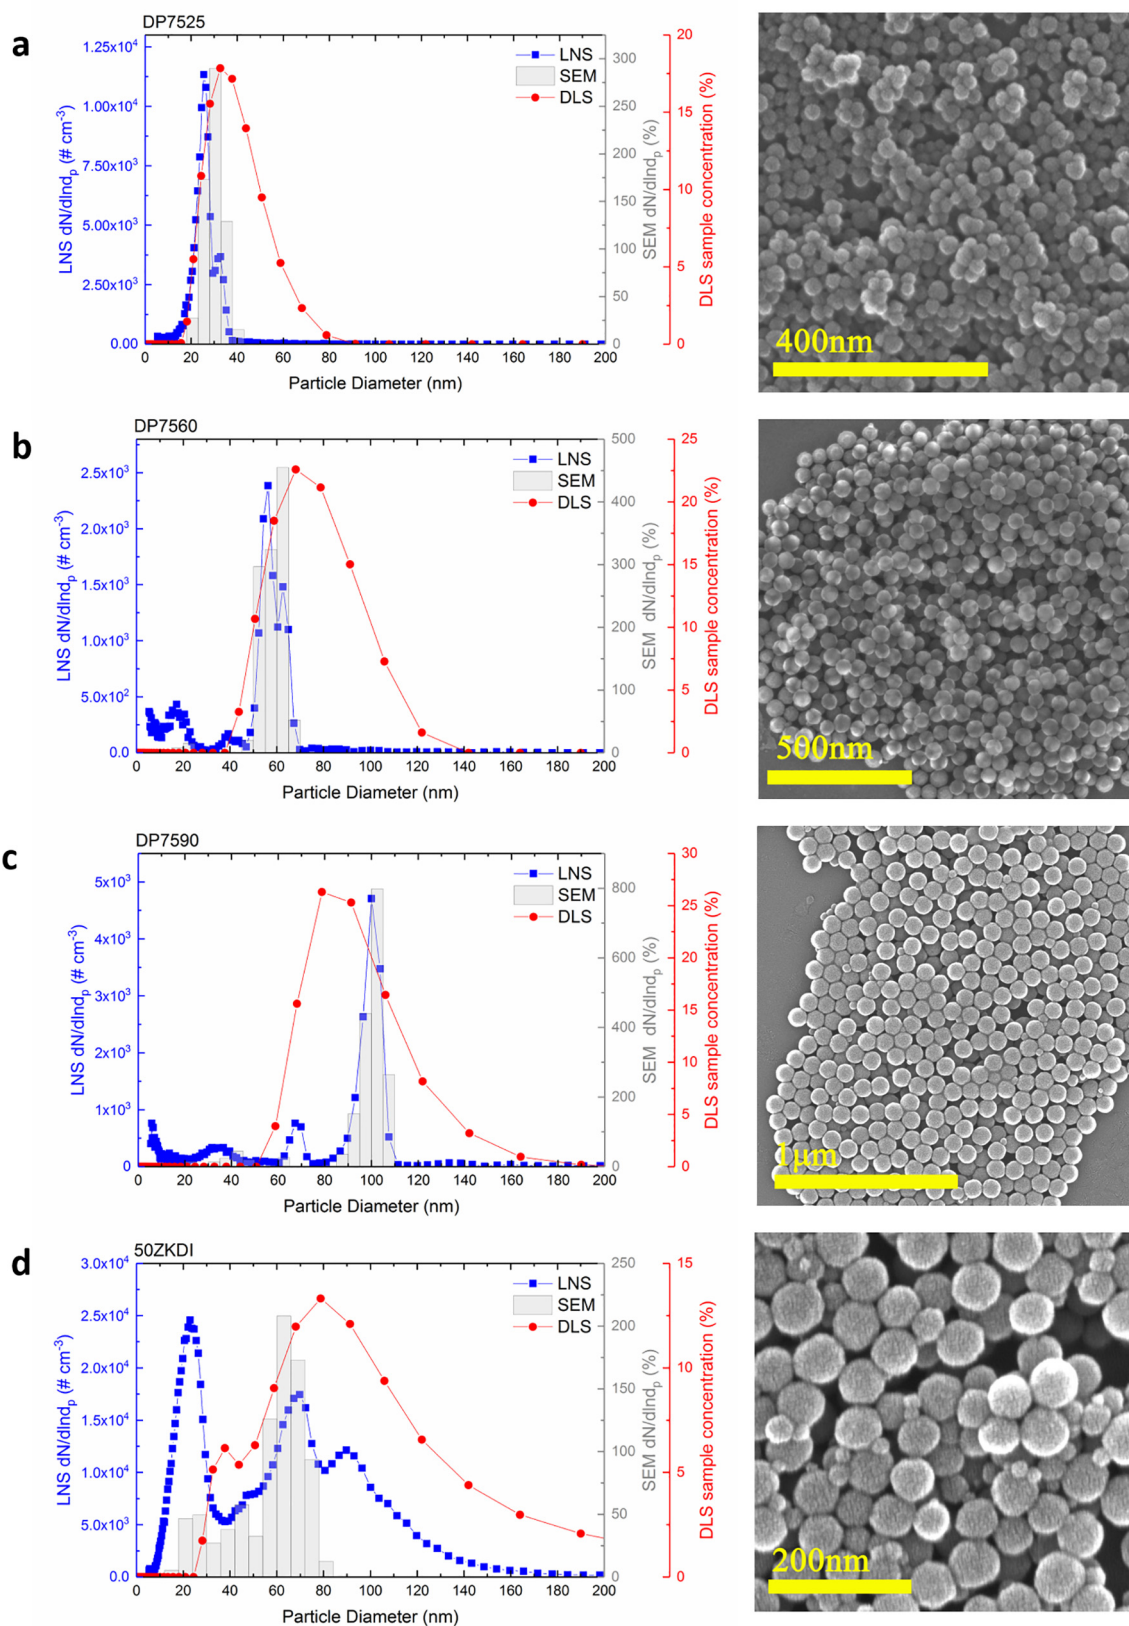 a
DP7525
LNS
SEM
DLS
1.25x10⁴
1.00x10⁴
7.50x10³
5.00x10³
2.50x10³
0.00
LNS dN/dlndp (# cm-3)
0 20 40 60 80 100 120 140 160 180 200
Particle Diameter (nm)
300
250
200
150
100
50
0
SEM dN/dlndp (%)
20
15
10
5
0
DLS sample concentration (%)
400nm
b
DP7560
LNS
SEM
DLS
2.5x10³
2.0x10³
1.5x10³
1.0x10³
5.0x10²
0.0
LNS dN/dlndp (# cm-3)
0 20 40 60 80 100 120 140 160 180 200
Particle Diameter (nm)
500
400
300
200
100
0
SEM dN/dlndp (%)
25
20
15
10
5
0
DLS sample concentration (%)
500nm
c
DP7590
LNS
SEM
DLS
5x10³
4x10³
3x10³
2x10³
1x10³
0
LNS dN/dlndp (# cm-3)
0 20 40 60 80 100 120 140 160 180 200
Particle Diameter (nm)
800
600
400
200
0
SEM dN/dlndp (%)
30
25
20
15
10
5
0
DLS sample concentration (%)
1µm
d
50ZKDI
LNS
SEM
DLS
3.0x10⁴
2.5x10⁴
2.0x10⁴
1.5x10⁴
1.0x10⁴
5.0x10³
0.0
LNS dN/dlndp (# cm-3)
0 20 40 60 80 100 120 140 160 180 200
Particle Diameter (nm)
250
200
150
100
50
0
SEM dN/dlndp (%)
15
10
5
0
DLS sample concentration (%)
200nm